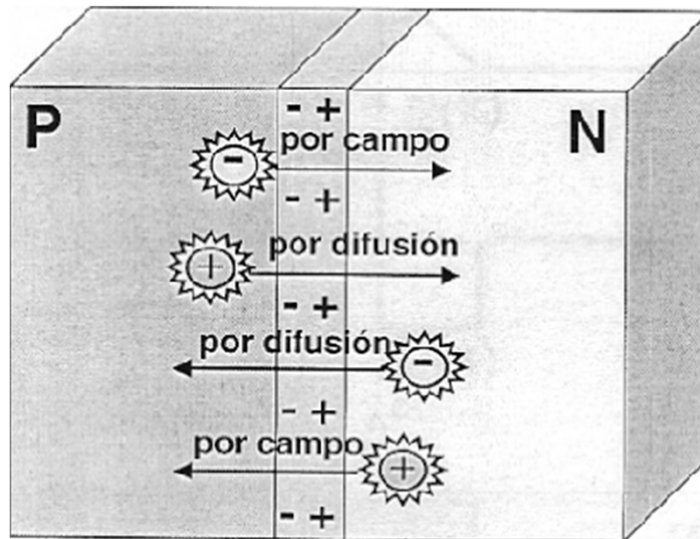 P
N
- +
por campo
-
- +
por difusión
+
- +
por difusión
-
- +
por campo
+
- +